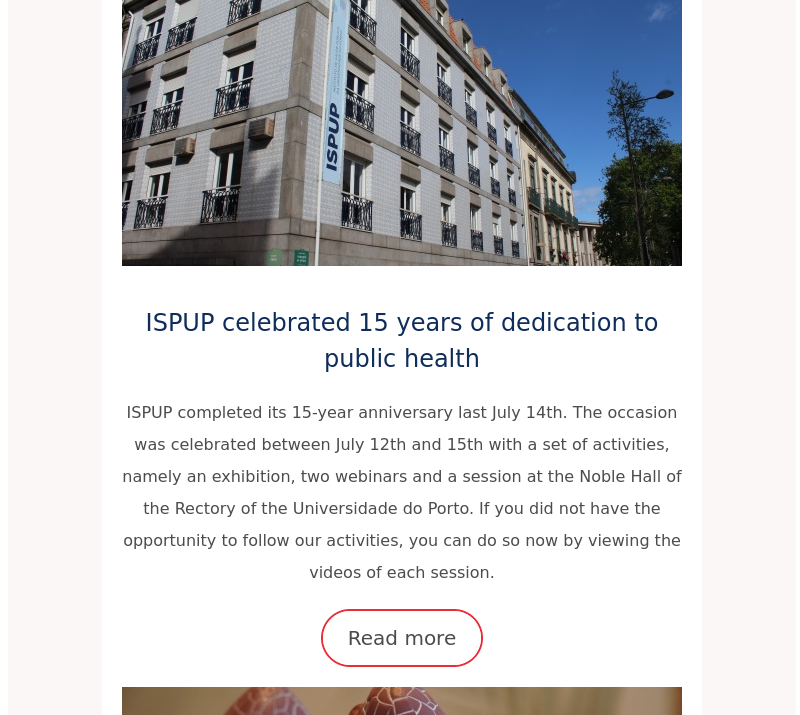 ISPUP
ISPUP celebrated 15 years of dedication to
public health
ISPUP completed its 15-year anniversary last July 14th. The occasion
was celebrated between July 12th and 15th with a set of activities,
namely an exhibition, two webinars and a session at the Noble Hall of
the Rectory of the Universidade do Porto. If you did not have the
opportunity to follow our activities, you can do so now by viewing the
videos of each session.
Read more